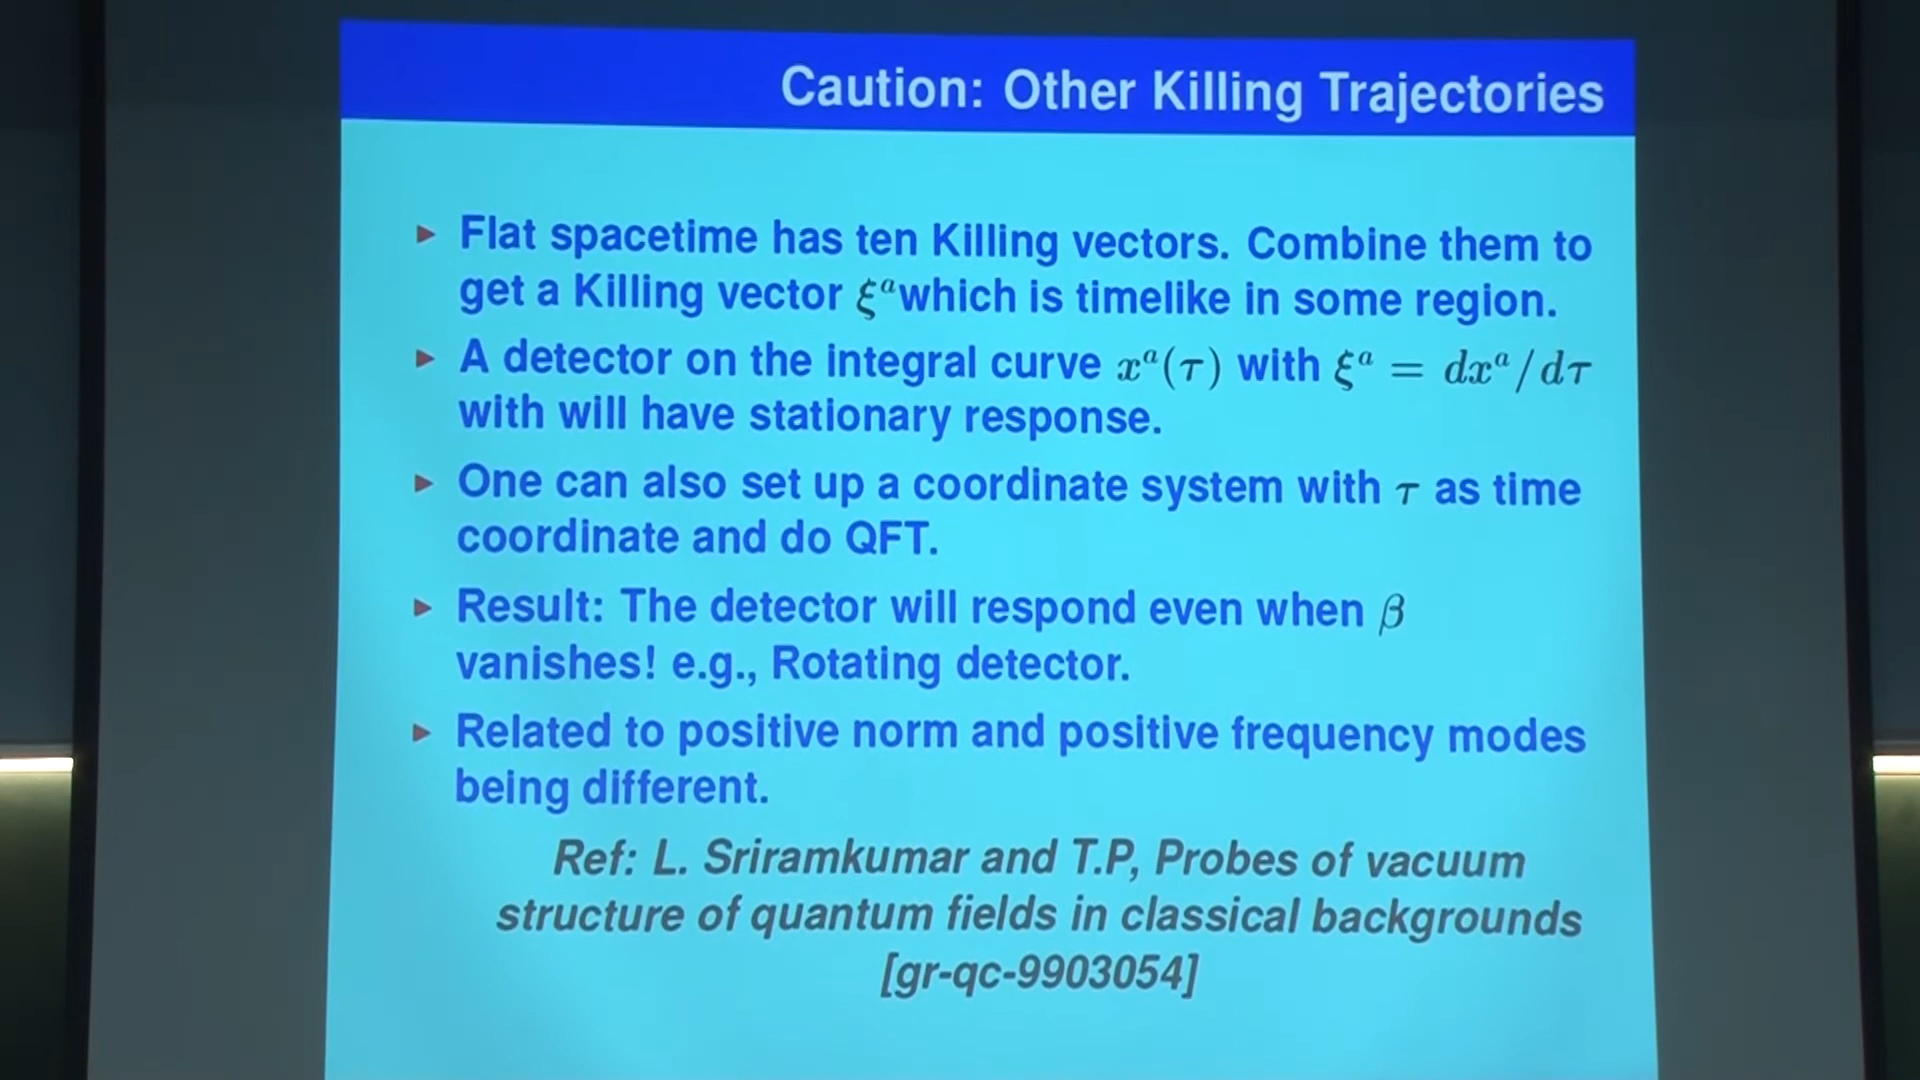 Caution: Other Killing Trajectories
▶ Flat spacetime has ten Killing vectors. Combine them to
get a Killing vector ξᵃwhich is timelike in some region.
▶ A detector on the integral curve xᵃ(τ) with ξᵃ = dxᵃ/dτ
with will have stationary response.
▶ One can also set up a coordinate system with τ as time
coordinate and do QFT.
▶ Result: The detector will respond even when β
vanishes! e.g., Rotating detector.
▶ Related to positive norm and positive frequency modes
being different.
Ref: L. Sriramkumar and T.P, Probes of vacuum
structure of quantum fields in classical backgrounds
[gr-qc-9903054]